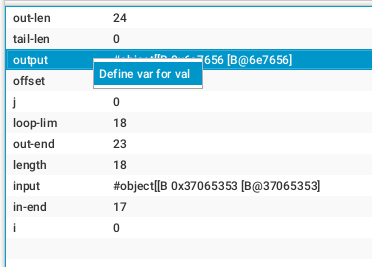 out-len 24
tail-len 0
output #object[[B 0x6e7656 [B@6e7656]
Define var for val
offset
j 0
loop-lim 18
out-end 23
length 18
input #object[[B 0x37065353 [B@37065353]
in-end 17
i 0